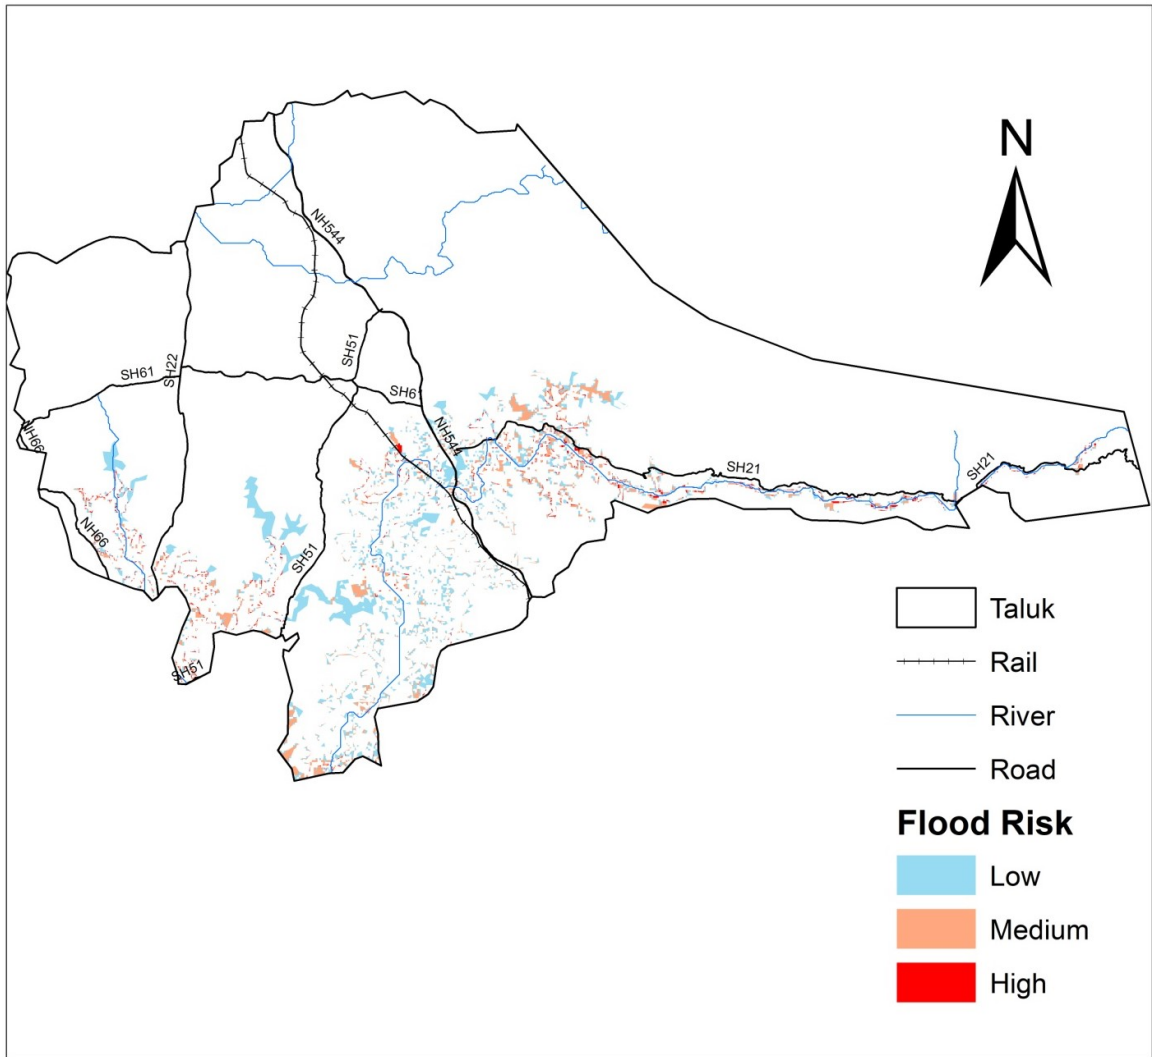 N
NH544
SH51
SH22
SH61
SH61
NH66
NH544
SH21
SH21
NH66
SH51
SH51
Taluk
Rail
River
Road
Flood Risk
Low
Medium
High